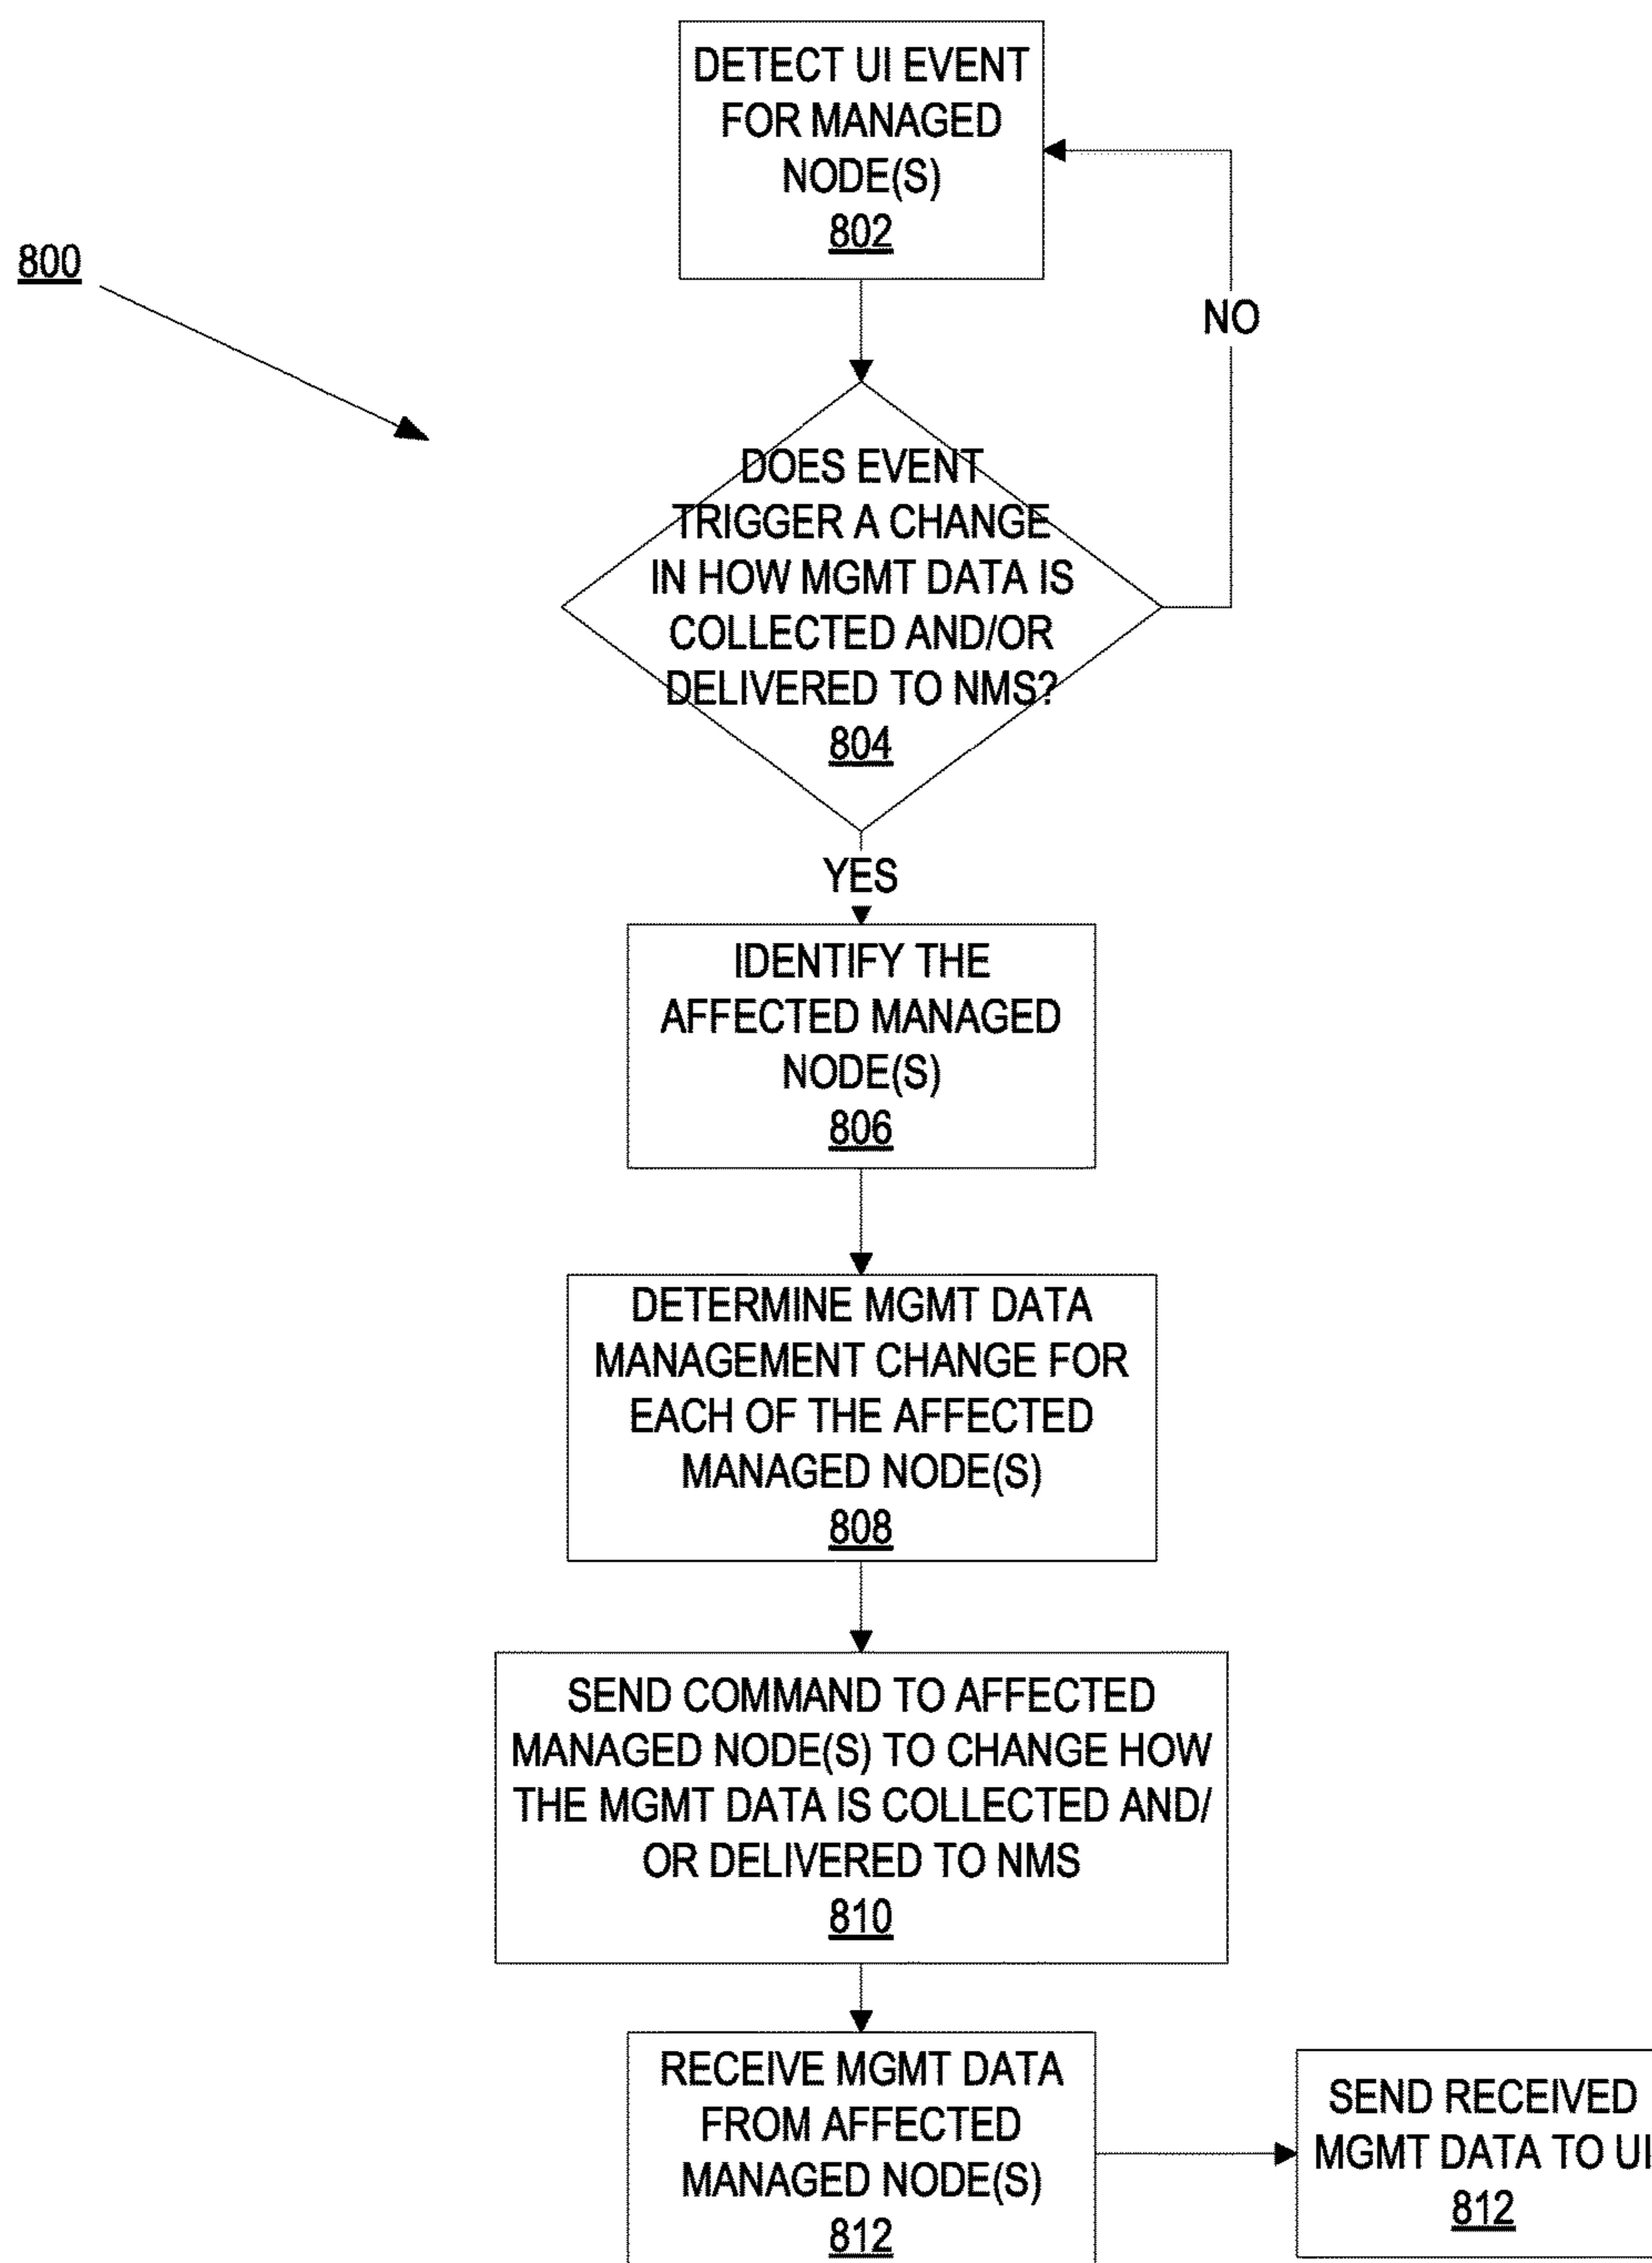 DETECT UI EVENT
FOR MANAGED
NODE(S)
802
800
NO
DOES EVENT
TRIGGER A CHANGE
IN HOW MGMT DATA IS
COLLECTED AND/OR
DELIVERED TO NMS?
804
YES
IDENTIFY THE
AFFECTED MANAGED
NODE(S)
806
DETERMINE MGMT DATA
MANAGEMENT CHANGE FOR
EACH OF THE AFFECTED
MANAGED NODE(S)
808
SEND COMMAND TO AFFECTED
MANAGED NODE(S) TO CHANGE HOW
THE MGMT DATA IS COLLECTED AND/
OR DELIVERED TO NMS
810
RECEIVE MGMT DATA
FROM AFFECTED
MANAGED NODE(S)
812
SEND RECEIVED
MGMT DATA TO UI
812